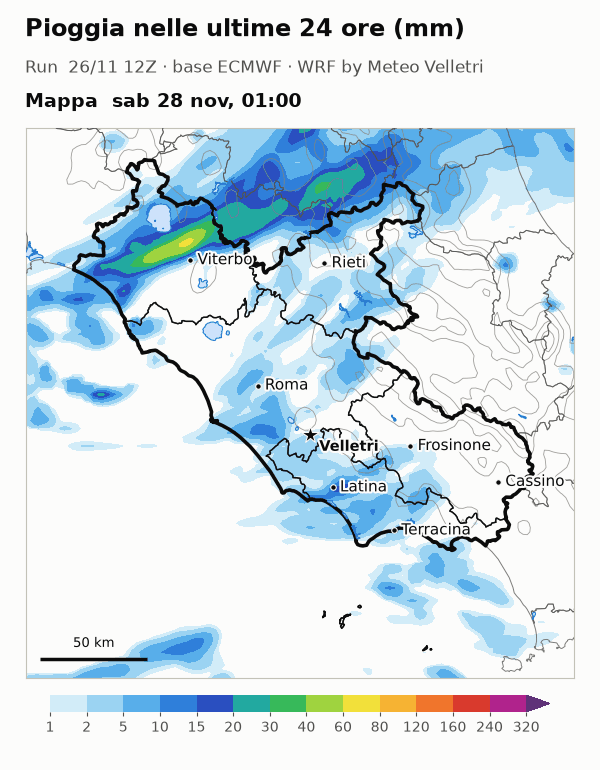 Pioggia nelle ultime 24 ore (mm)
Run 26/11 12Z · base ECMWF · WRF by Meteo Velletri
Mappa sab 28 nov, 01:00
Viterbo
Rieti
Roma
Velletri
Frosinone
Cassino
Latina
Terracina
50 km
1 2 5 10 15 20 30 40 60 80 120 160 240 320